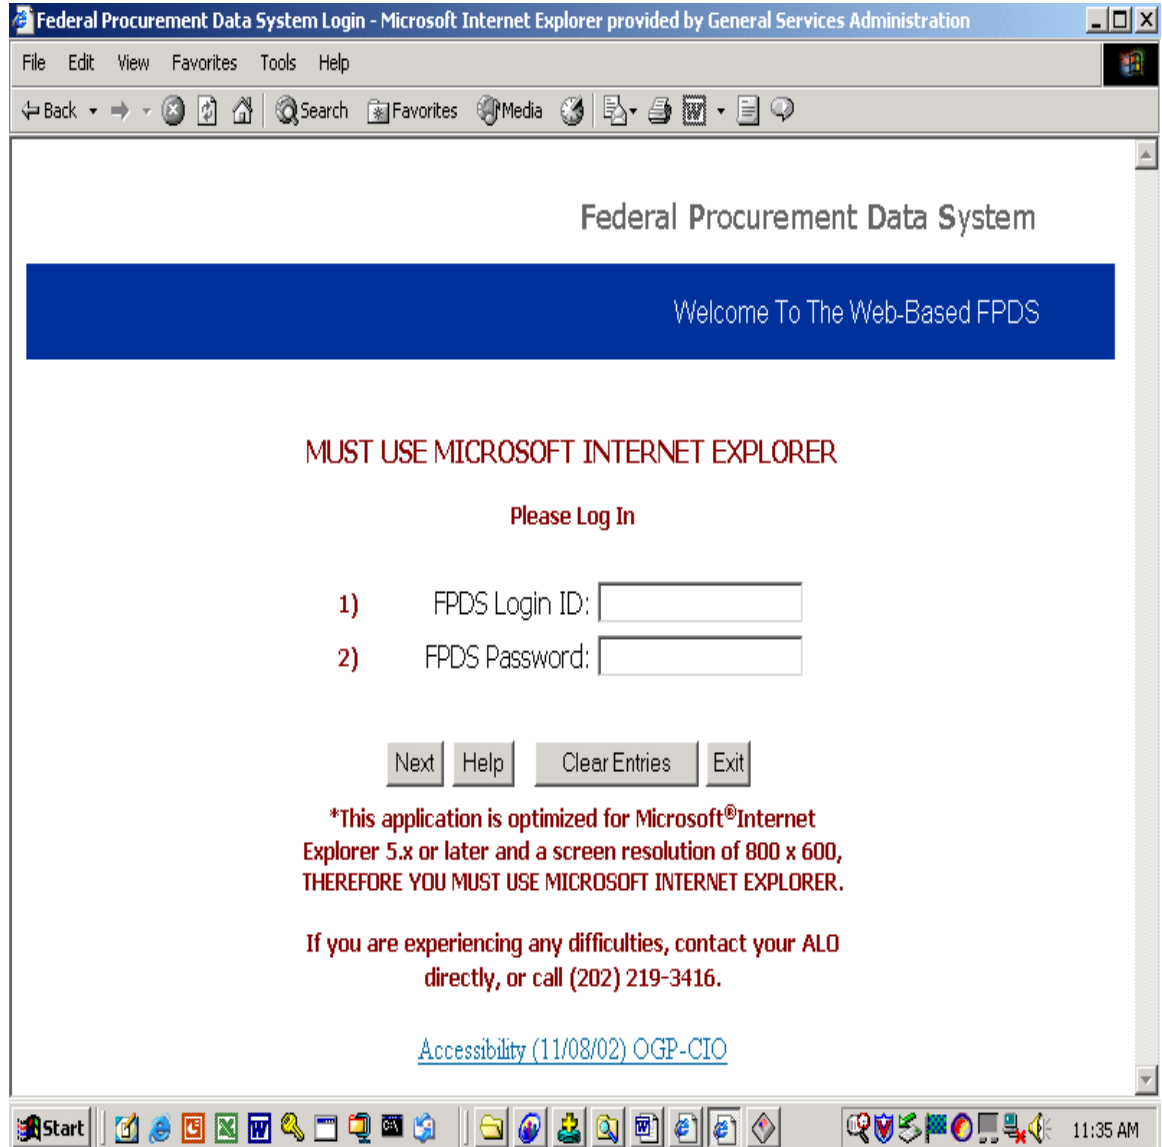 Federal Procurement Data System Login - Microsoft Internet Explorer provided by General Services Administration
File Edit View Favorites Tools Help
Back Search Favorites Media
Federal Procurement Data System
Welcome To The Web-Based FPDS
MUST USE MICROSOFT INTERNET EXPLORER
Please Log In
1) FPDS Login ID:
2) FPDS Password:
Next Help Clear Entries Exit
*This application is optimized for Microsoft®Internet
Explorer 5.x or later and a screen resolution of 800 x 600,
THEREFORE YOU MUST USE MICROSOFT INTERNET EXPLORER.
If you are experiencing any difficulties, contact your ALO
directly, or call (202) 219-3416.
Accessibility (11/08/02) OGP-CIO
Start 11:35 AM